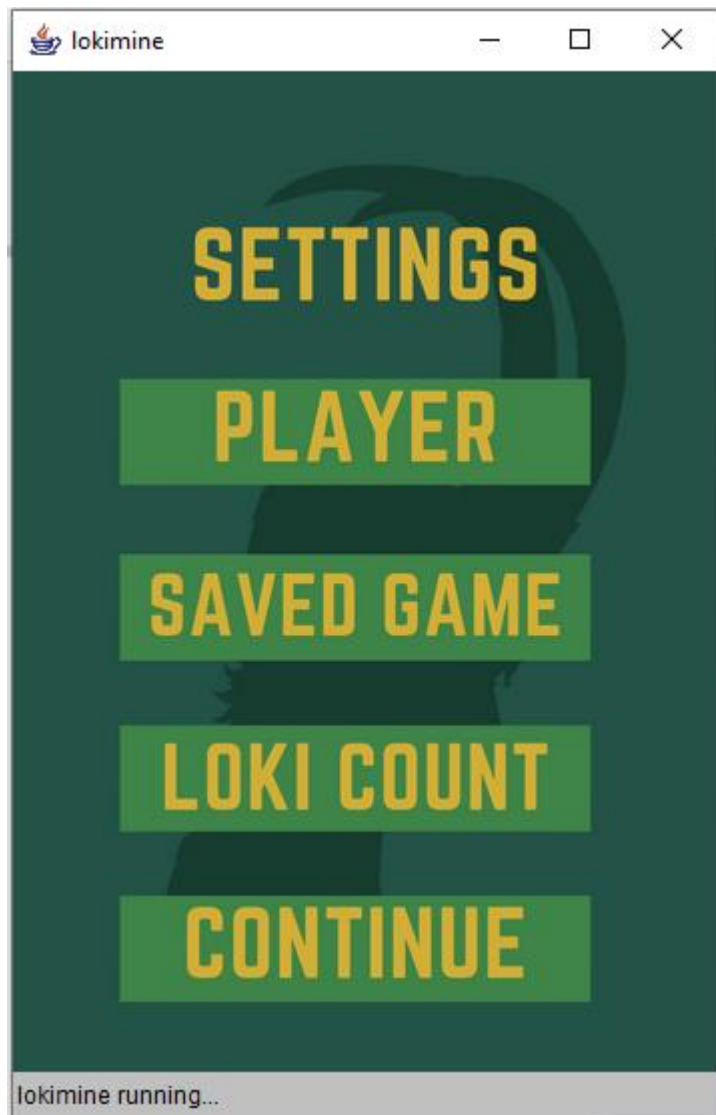 lokimine
SETTINGS
PLAYER
SAVED GAME
LOKI COUNT
CONTINUE
lokimine running...